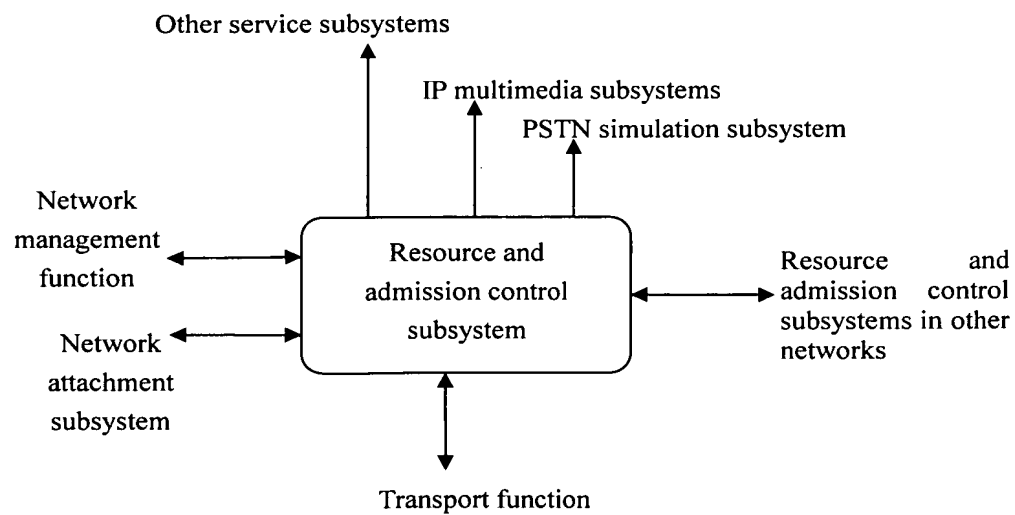 Other service subsystems
IP multimedia subsystems
PSTN simulation subsystem
Network
management
function
Resource and
admission control
subsystem
Resource and
admission control
subsystems in other
networks
Network
attachment
subsystem
Transport function